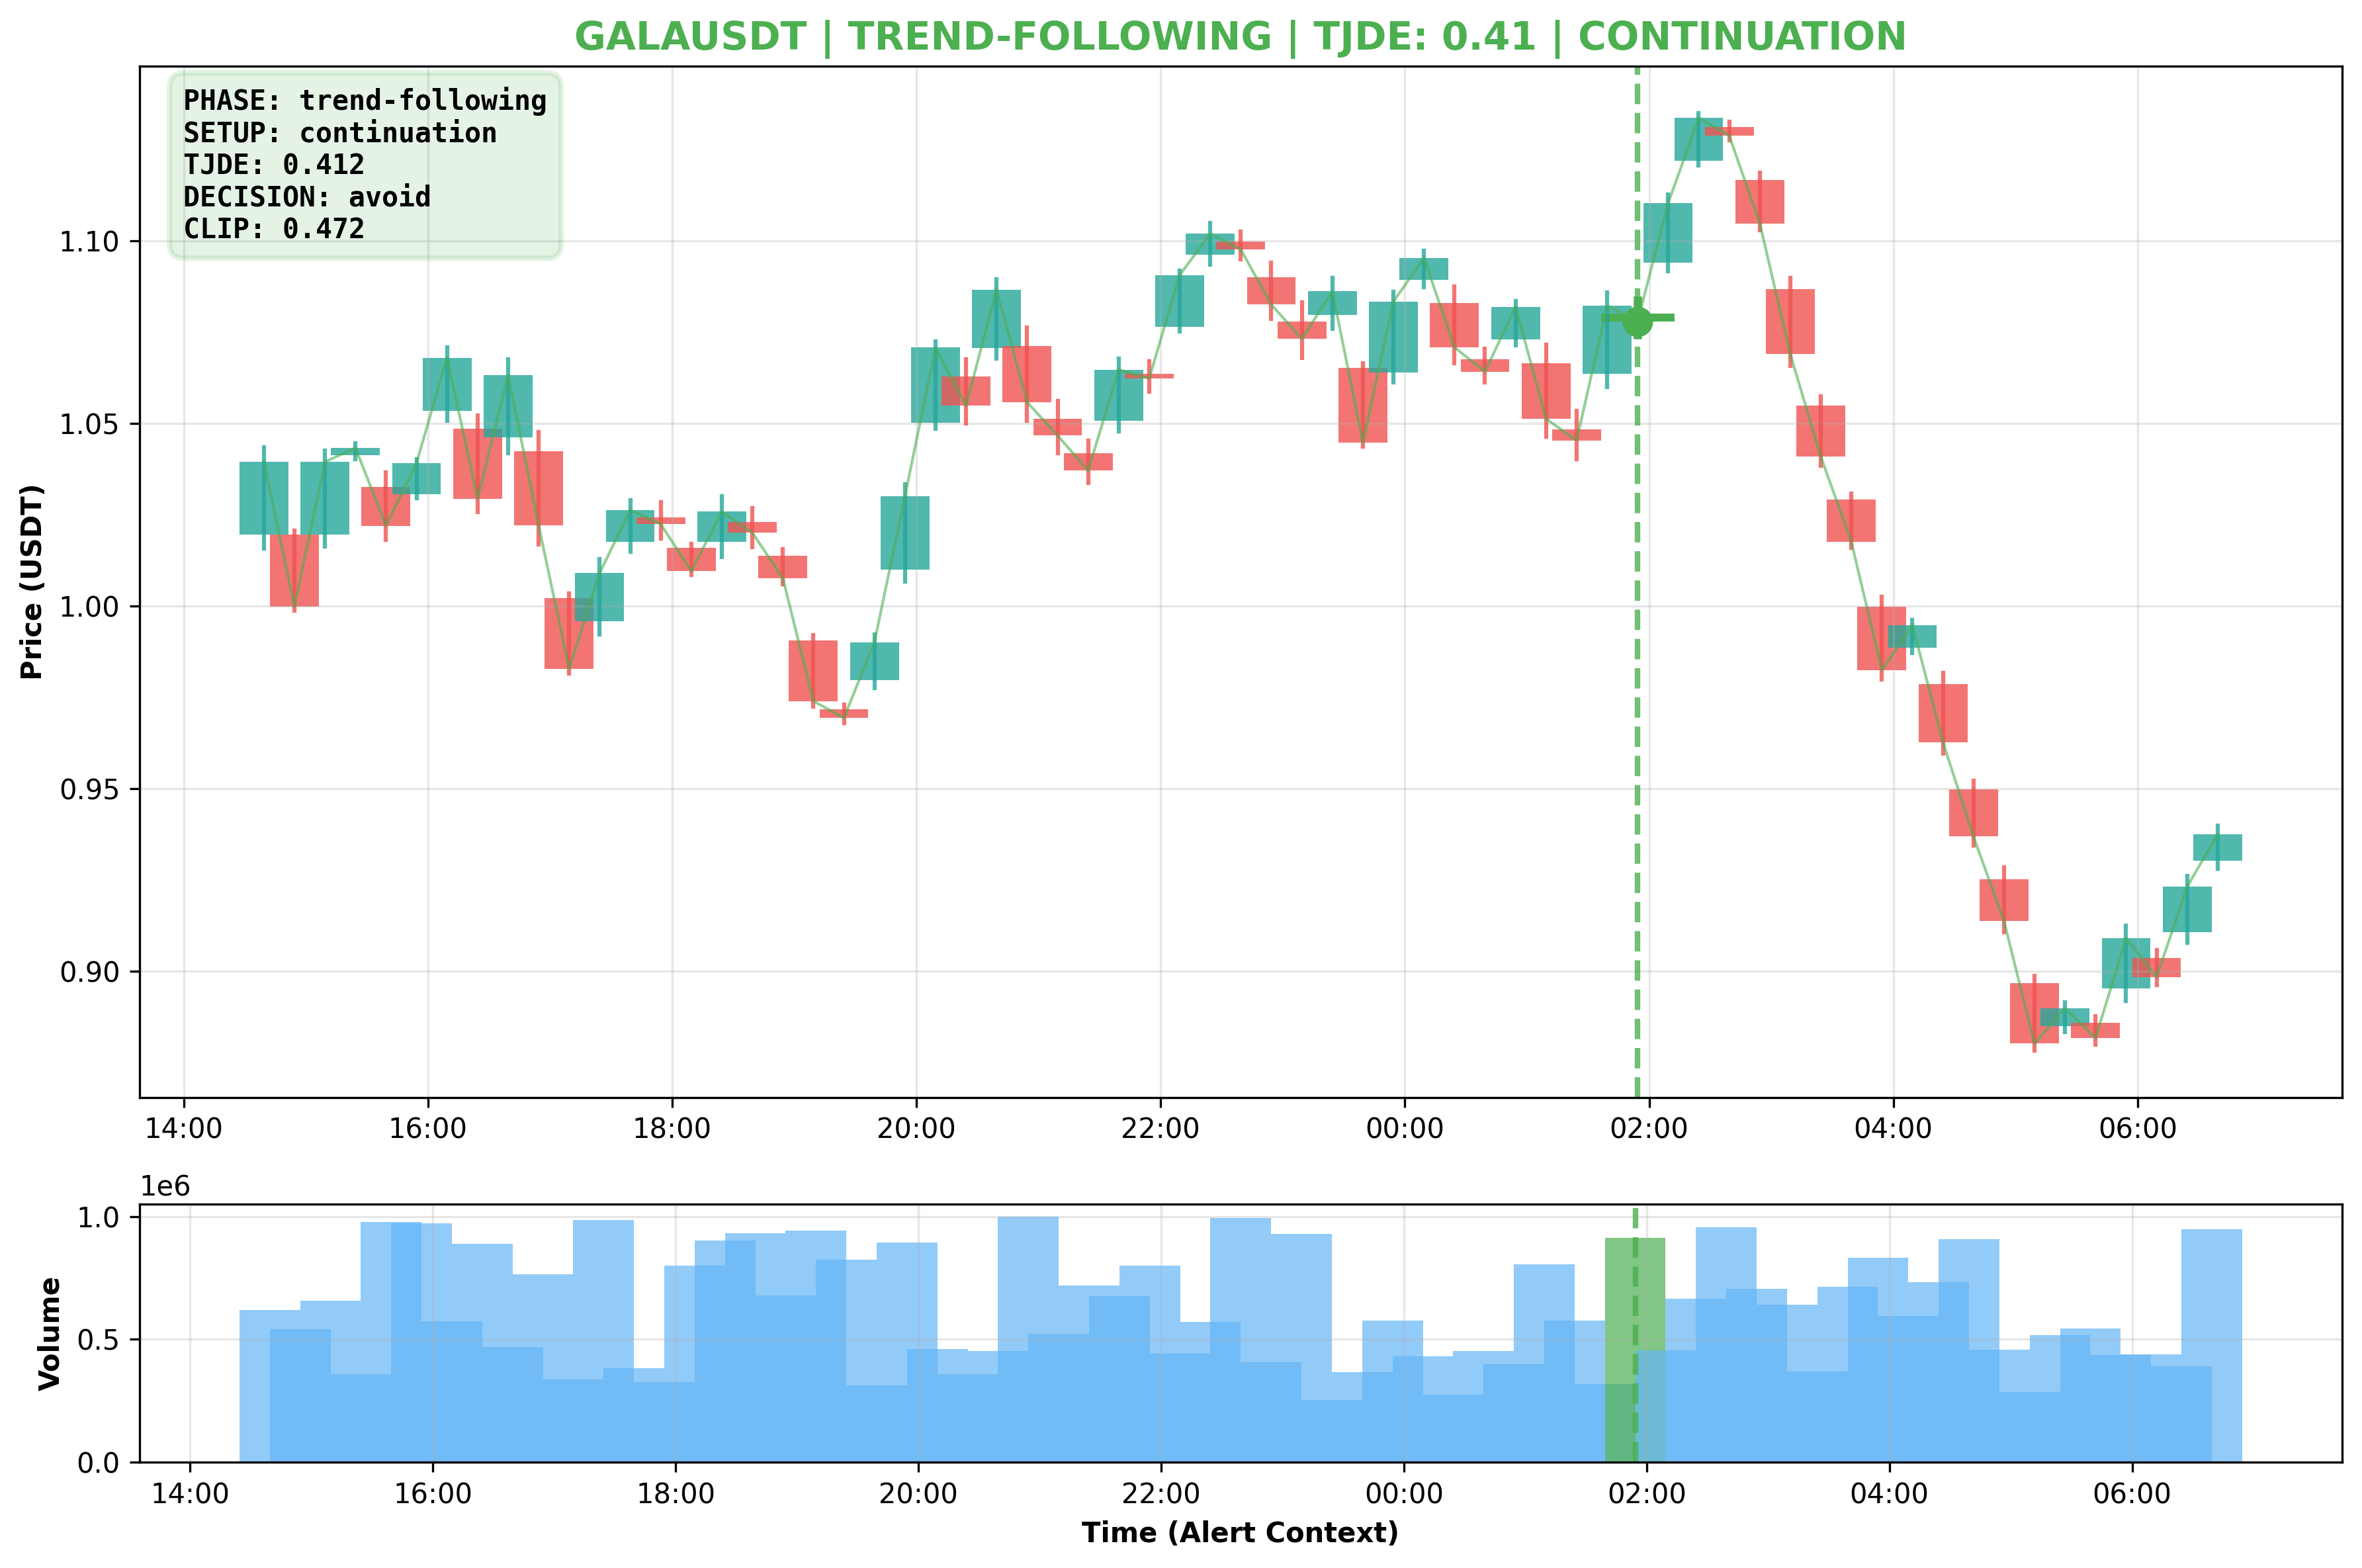 GALAUSDT | TREND-FOLLOWING | TJDE: 0.41 | CONTINUATION
PHASE: trend-following
SETUP: continuation
TJDE: 0.412
DECISION: avoid
CLIP: 0.472
Price (USDT)
1.10
1.05
1.00
0.95
0.90
14:00 16:00 18:00 20:00 22:00 00:00 02:00 04:00 06:00
1e6
Volume
1.0
0.5
0.0
14:00 16:00 18:00 20:00 22:00 00:00 02:00 04:00 06:00
Time (Alert Context)